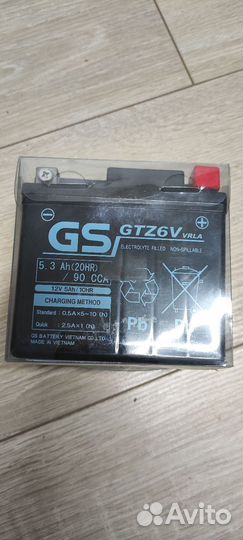 GS
GTZ6V VRLA
ELECTROLYTE FILLED NON-SPILLABLE
5.3 Ah(20HR)
/ 90 CCA
12V 5Ah/10HR
CHARGING METHOD
Standard : 0.5A×5~10(h)
Quick : 2.5A×1(h)
GS BATTERY VIETNAM CO.,LTD.
MADE IN VIETNAM
Pb
Avito